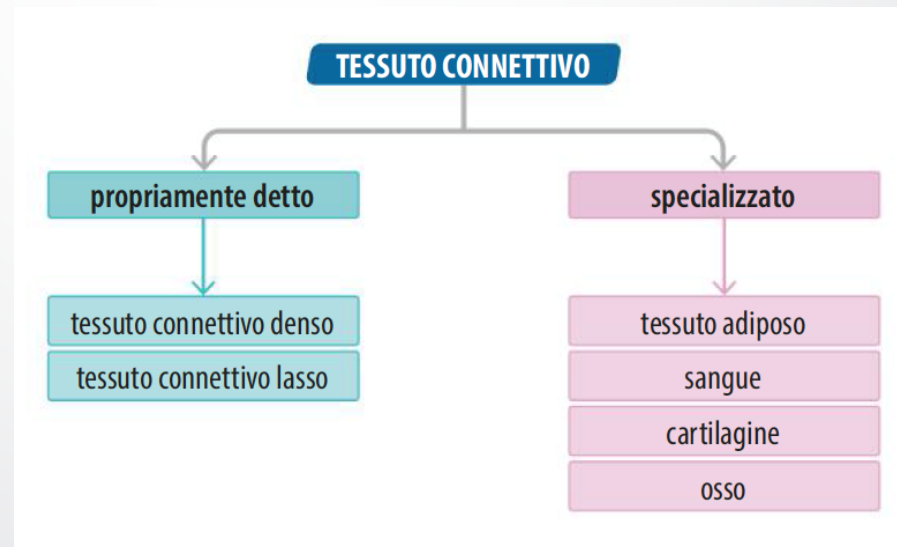 TESSUTO CONNETTIVO
propriamente detto
tessuto connettivo denso
tessuto connettivo lasso
specializzato
tessuto adiposo
sangue
cartilagine
osso